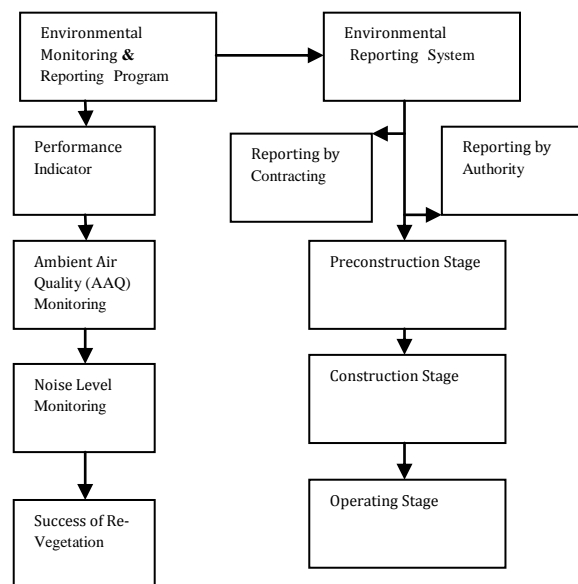 Environmental
Monitoring &
Reporting Program
Environmental
Reporting System
Performance
Indicator
Reporting by
Contracting
Reporting by
Authority
Ambient Air
Quality (AAQ)
Monitoring
Preconstruction Stage
Noise Level
Monitoring
Construction Stage
Success of Re-
Vegetation
Operating Stage